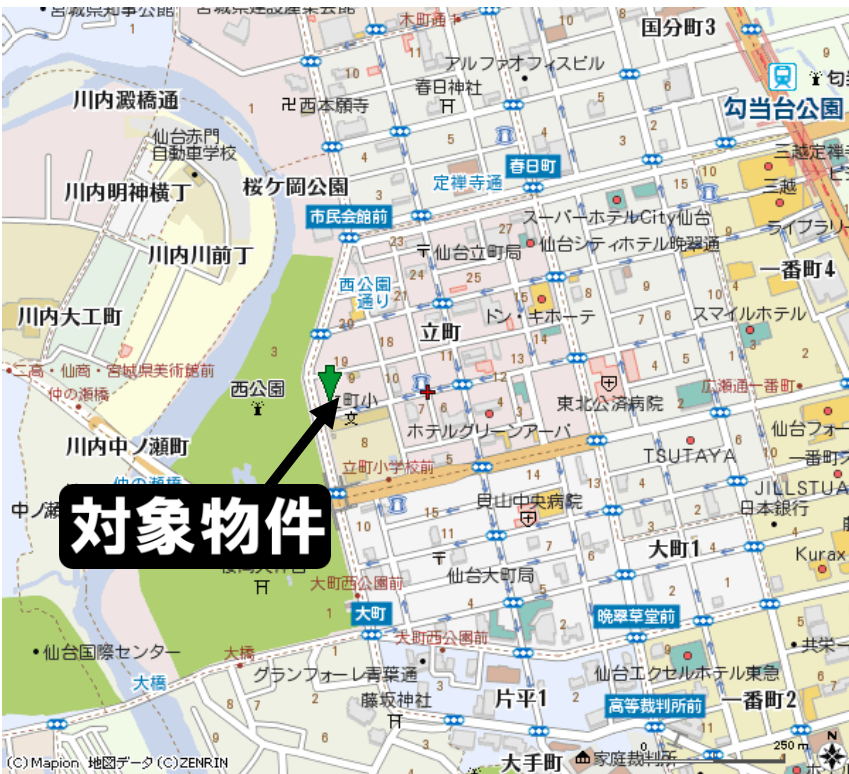 宮城県知事公館
木町通1
国分町3
アルファオフィスビル
春日神社
川内澱橋通
西本願寺
勾当台公園
仙台赤門
自動車学校
春日町
定禅寺通
三越定禅寺
三越
川内明神横丁
桜ケ岡公園
市民会館前
スーパーホテルCity仙台
仙台立町局
仙台シティホテル晩翠通
ライブラリー
川内川前丁
一番町4
西公園
通り
川内大工町
立町
ドン・キホーテ
スマイルホテル
二高・仙商・宮城県美術館前
仲の瀬橋
西公園
町小
東北公済病院
広瀬通一番町
ホテルグリーンアーバ
仙台フォー
川内中ノ瀬町
立町小学校前
TSUTAYA
一番町
仲の瀬橋
JILLSTUA
中ノ瀬
対象物件
貝山中央病院
日本銀行
大町1
Kurax
仙台大町局
大町西公園前
大町
晩翠草堂前
大町西公園前
仙台国際センター
大橋
共栄一
大橋
グランフォーレ青葉通
仙台エクセルホテル東急
藤坂神社
片平1
高等裁判所前
一番町2
大手町
家庭裁判所
0
250 m
N
(C)Mapion 地図データ(C)ZENRIN